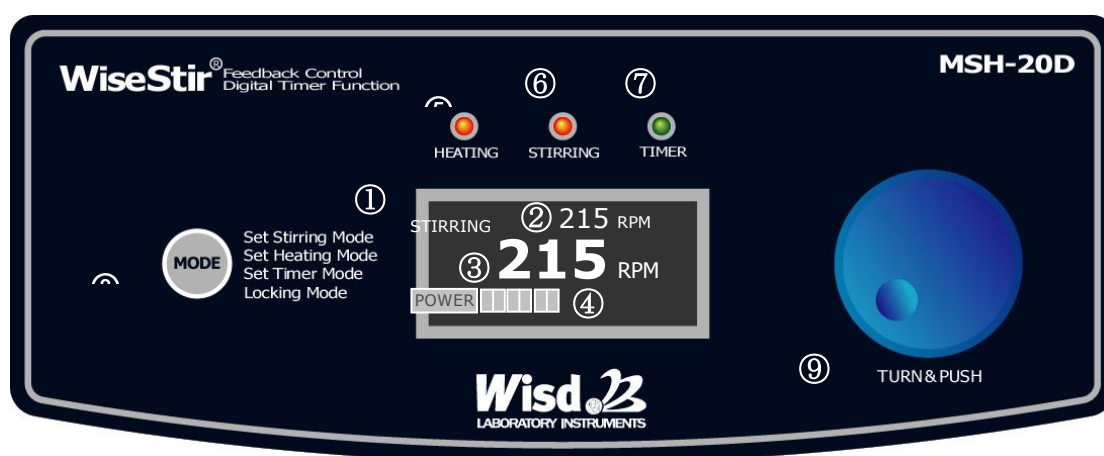 WiseStir® Feedback Control
Digital Timer Function
MSH-20D
⑥ ⑦
HEATING STIRRING TIMER
①
STIRRING ② 215 RPM
③ 215 RPM
POWER ④
MODE
Set Stirring Mode
Set Heating Mode
Set Timer Mode
Locking Mode
⑨ TURN & PUSH
Wisd
LABORATORY INSTRUMENTS